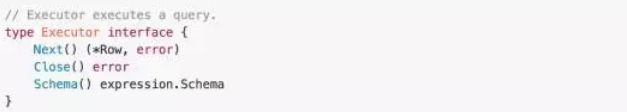 // Executor executes a query.
type Executor interface {
    Next() (*Row, error)
    Close() error
    Schema() expression.Schema
}